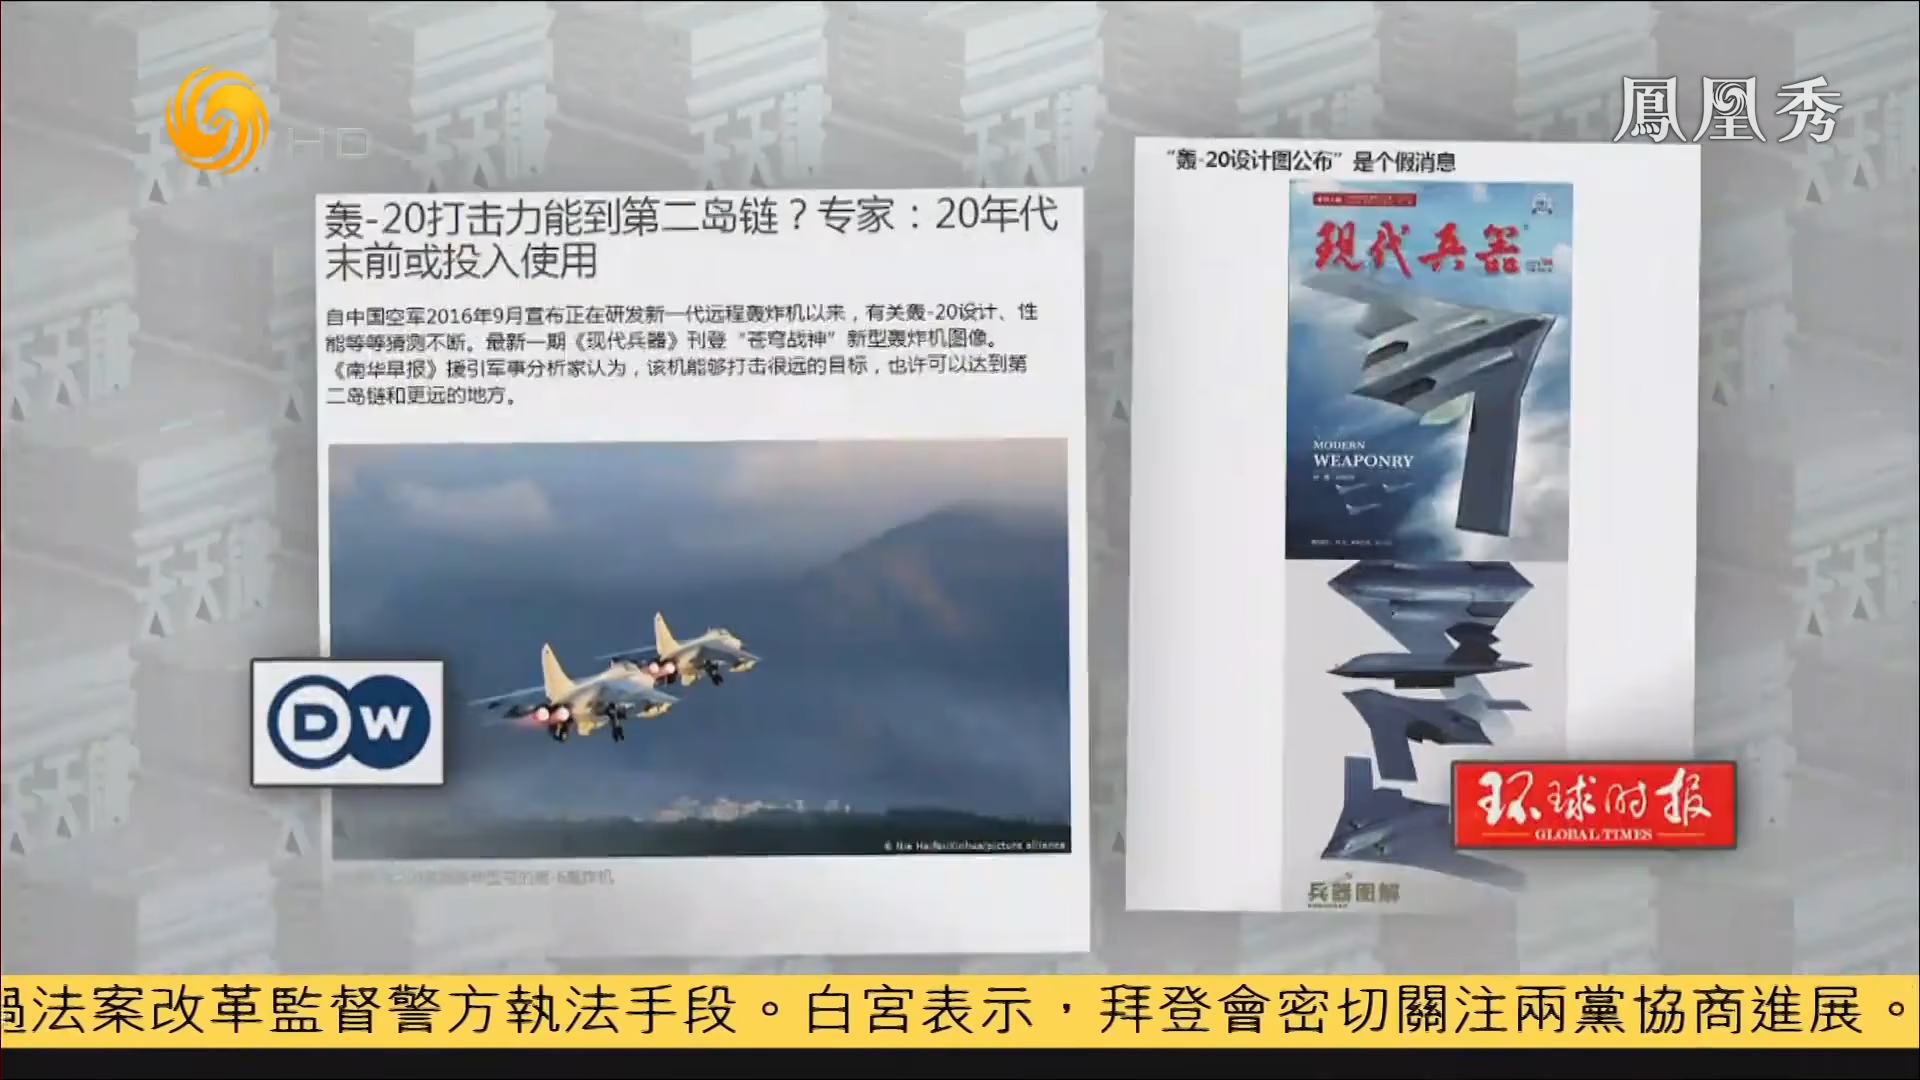 HD
鳳凰秀
轰-20打击力能到第二岛链？专家：20年代
末前或投入使用
自中国空军2016年9月宣布正在研发新一代远程轰炸机以来，有关轰-20设计、性
能等等猜测不断。最新一期《现代兵器》刊登“苍穹战神”新型轰炸机图像。
《南华早报》援引军事分析家认为，该机能够打击很远的目标，也许可以达到第
二岛链和更远的地方。
DW
“轰-20设计图公布”是个假消息
现代兵器
MODERN
WEAPONRY
环球时报
GLOBAL TIMES
兵器图解
過法案改革監督警方執法手段。白宮表示，拜登會密切關注兩黨協商進展。